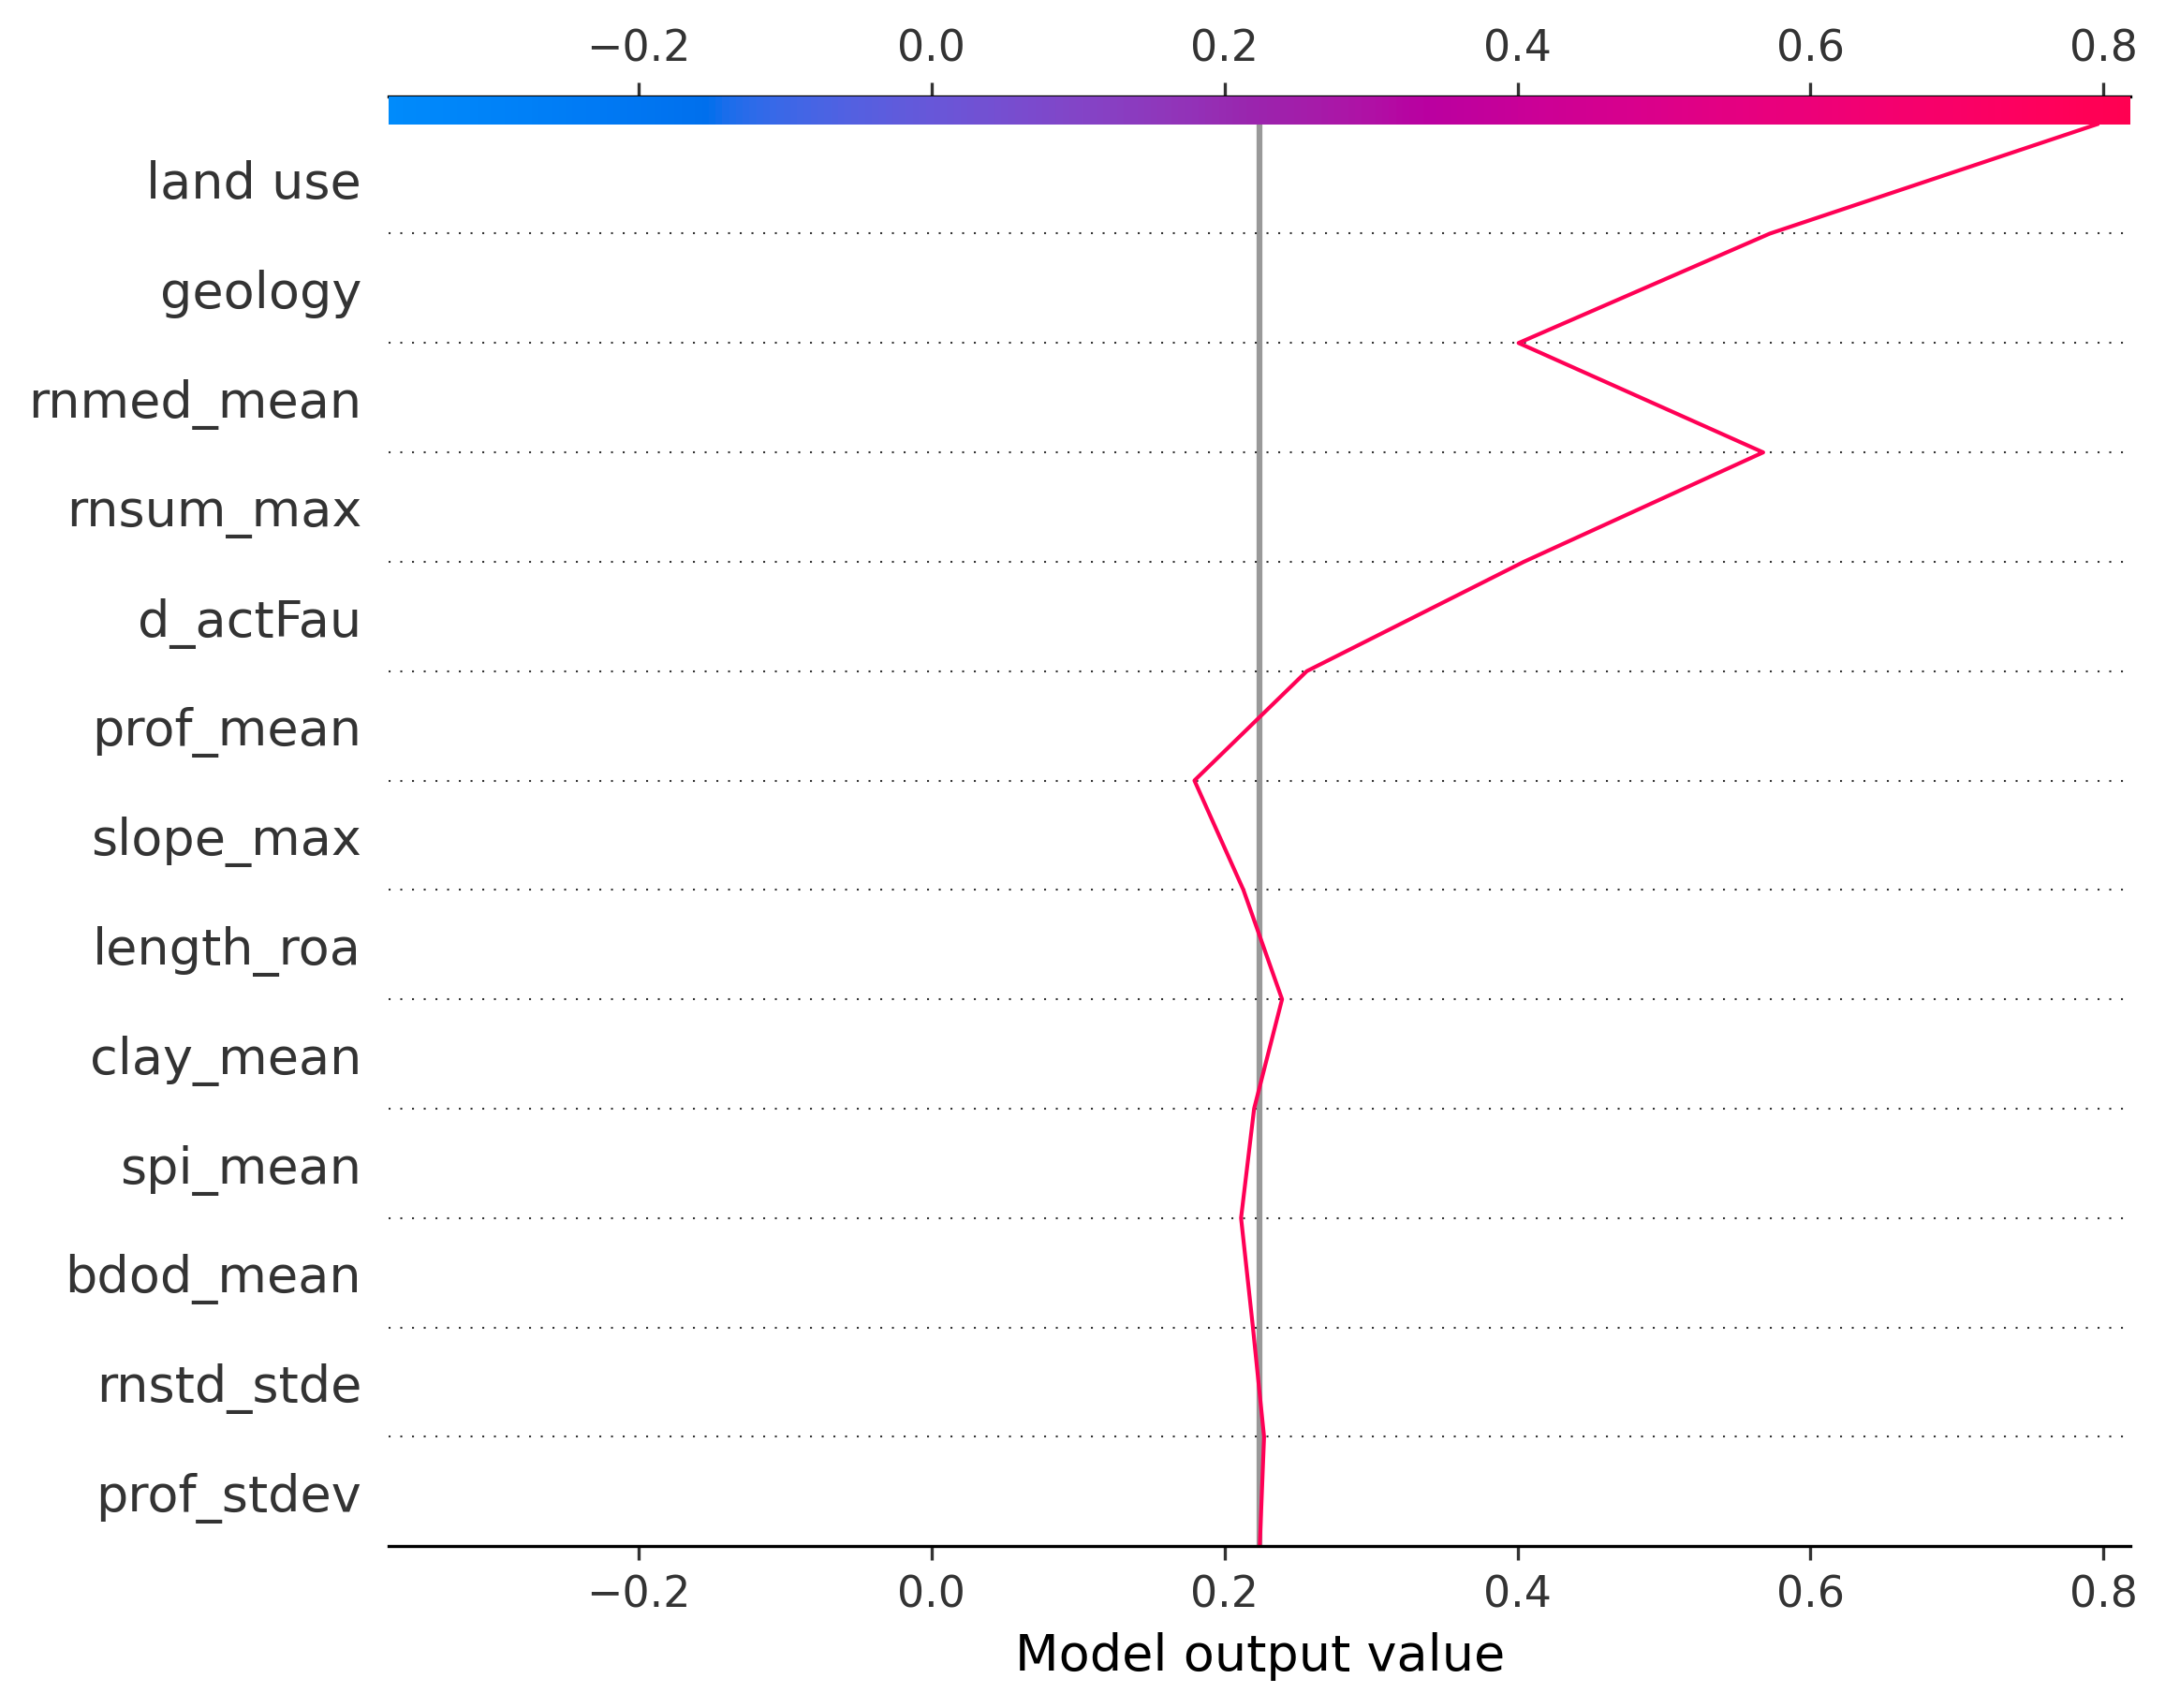 −0.2 0.0 0.2 0.4 0.6 0.8
land use
geology
rnmed_mean
rnsum_max
d_actFau
prof_mean
slope_max
length_roa
clay_mean
spi_mean
bdod_mean
rnstd_stde
prof_stdev
−0.2 0.0 0.2 0.4 0.6 0.8
Model output value